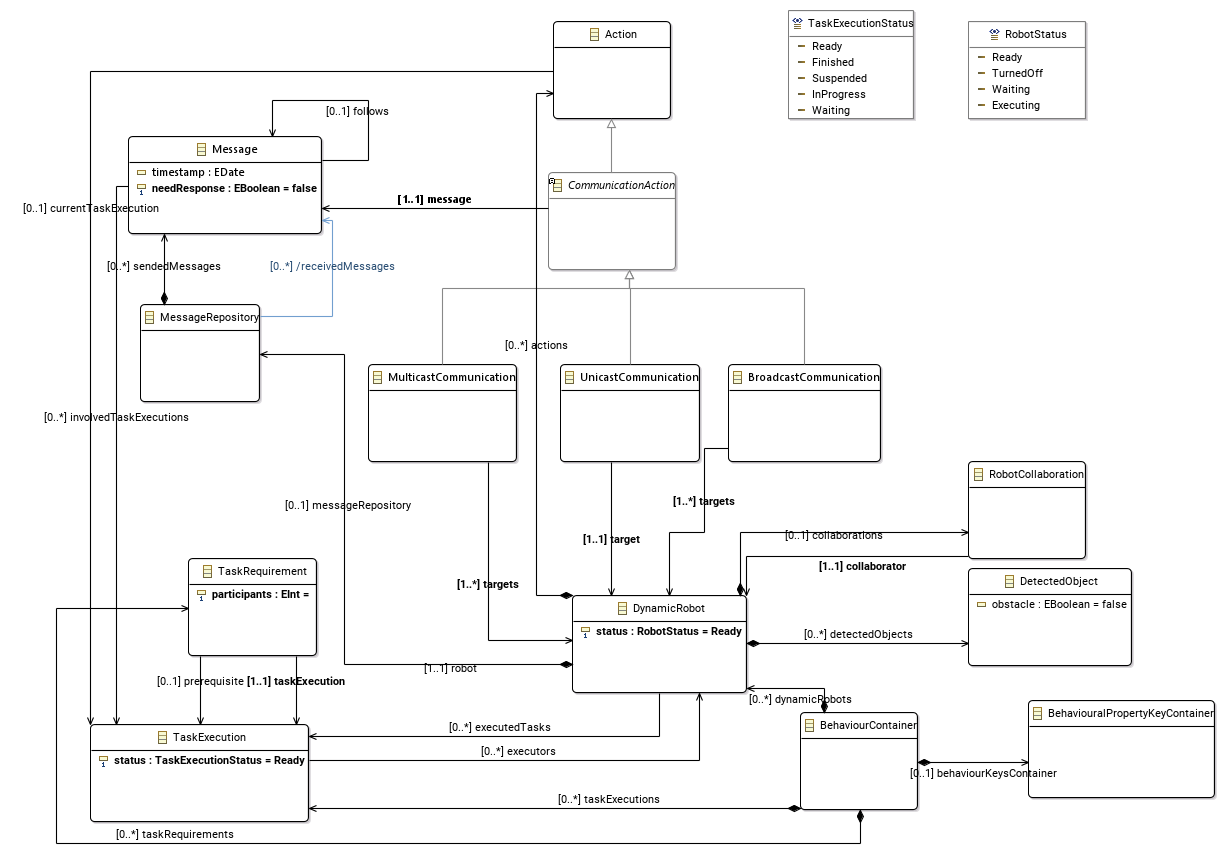 Action
TaskExecutionStatus
Ready
Finished
Suspended
InProgress
Waiting
RobotStatus
Ready
TurnedOff
Waiting
Executing
[0..1] follows
Message
timestamp : EDate
needResponse : EBoolean = false
CommunicationAction
[1..1] message
[0..1] currentTaskExecution
[0..*] sendedMessages
[0..*] /receivedMessages
MessageRepository
[0..*] actions
MulticastCommunication
UnicastCommunication
BroadcastCommunication
[0..*] involvedTaskExecutions
RobotCollaboration
[0..1] messageRepository
[1..*] targets
[1..1] target
[0..1] collaborations
[1..1] collaborator
TaskRequirement
participants : EInt =
[1..*] targets
DetectedObject
obstacle : EBoolean = false
DynamicRobot
status : RobotStatus = Ready
[0..*] detectedObjects
[1..1] robot
[0..1] prerequisite
[1..1] taskExecution
[0..*] dynamicRobots
BehaviouralPropertyKeyContainer
BehaviourContainer
[0..*] executedTasks
TaskExecution
status : TaskExecutionStatus = Ready
[0..*] executors
[0..1] behaviourKeysContainer
[0..*] taskExecutions
[0..*] taskRequirements